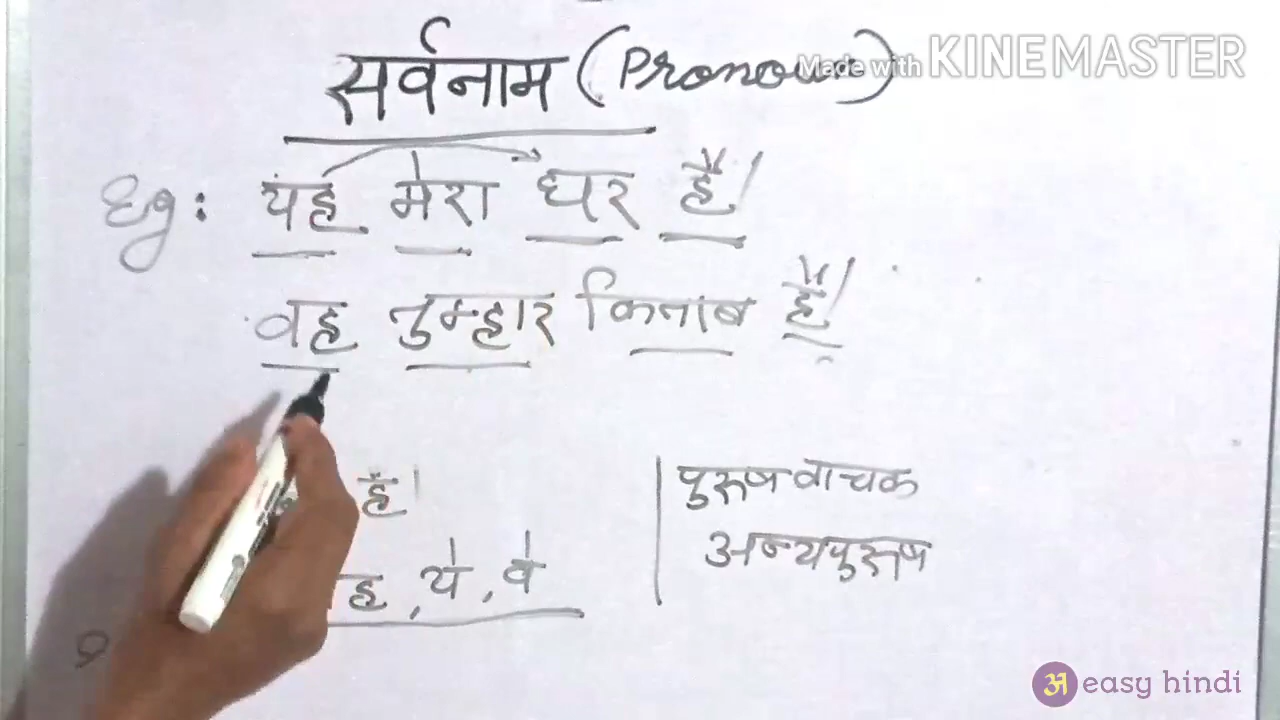 सर्वनाम (Pronoun)
Made with KINEMASTER
Eg: यह मेरा घर है।
वह तुम्हार किताब है।
है।
ह, ये, वे
पुरूषवाचक
अन्यपुरूष
अ easy hindi